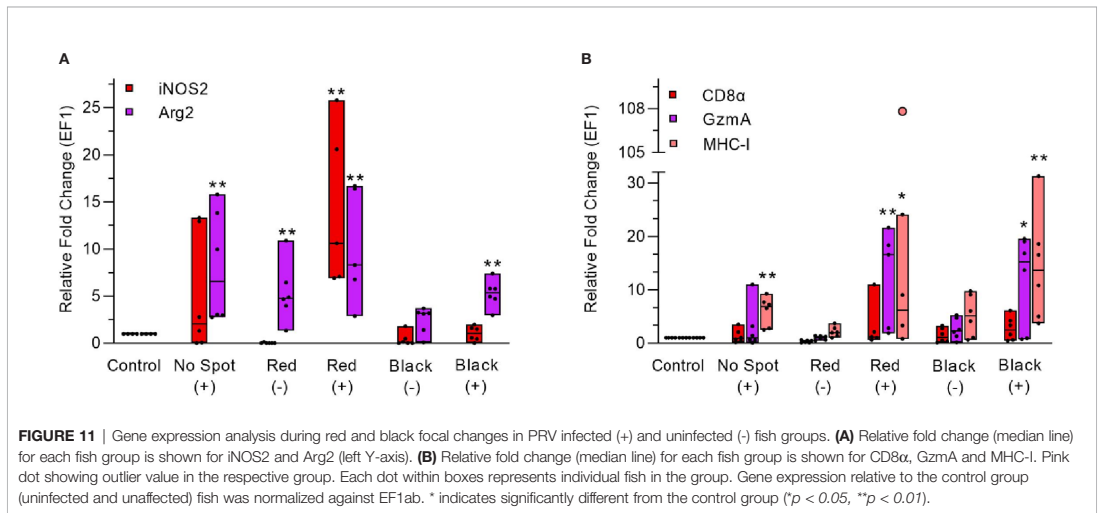 A
B
iNOS2
Arg2
CD8α
GzmA
MHC-I
Relative Fold Change (EF1)
25
20
15
10
5
0
** ** ** ** **
Control No Spot (+) Red (-) Red (+) Black (-) Black (+)
Relative Fold Change (EF1)
108
105
30
20
10
0
** ** * * **
Control No Spot (+) Red (-) Red (+) Black (-) Black (+)
FIGURE 11 | Gene expression analysis during red and black focal changes in PRV infected (+) and uninfected (-) fish groups. (A) Relative fold change (median line)
for each fish group is shown for iNOS2 and Arg2 (left Y-axis). (B) Relative fold change (median line) for each fish group is shown for CD8α, GzmA and MHC-I. Pink
dot showing outlier value in the respective group. Each dot within boxes represents individual fish in the group. Gene expression relative to the control group
(uninfected and unaffected) fish was normalized against EF1ab. * indicates significantly different from the control group (*p < 0.05, **p < 0.01).